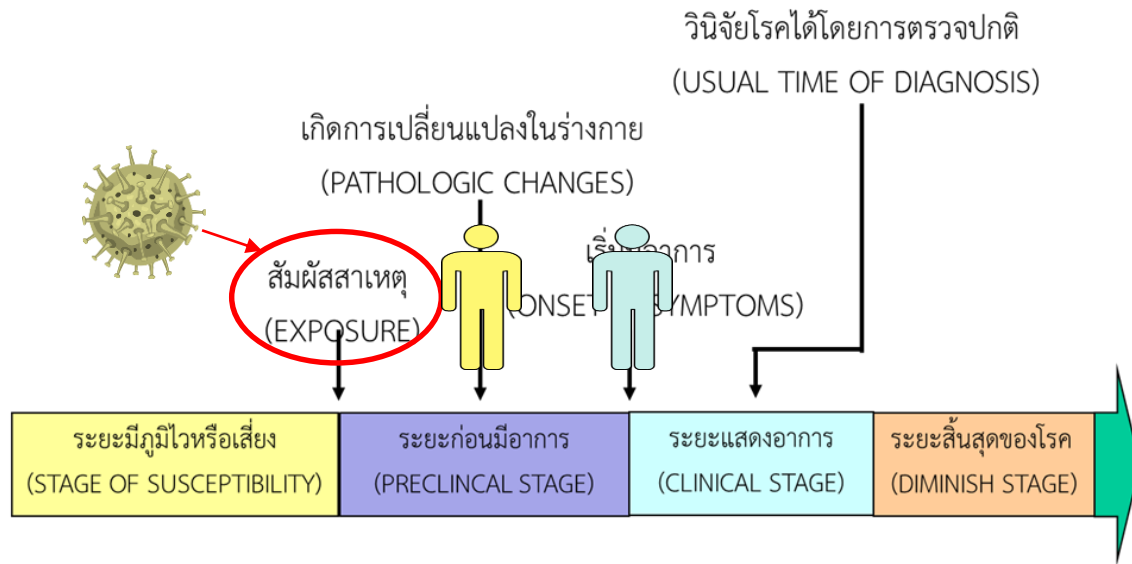 วินิจัยโรคได้โดยการตรวจปกติ
(USUAL TIME OF DIAGNOSIS)
เกิดการเปลี่ยนแปลงในร่างกาย
(PATHOLOGIC CHANGES)
สัมผัสสาเหตุ
(EXPOSURE)
(ONSET SYMPTOMS)
ระยะมีภูมิไวหรือเสี่ยง
(STAGE OF SUSCEPTIBILITY)
ระยะก่อนมีอาการ
(PRECLINCAL STAGE)
ระยะแสดงอาการ
(CLINICAL STAGE)
ระยะสิ้นสุดของโรค
(DIMINISH STAGE)